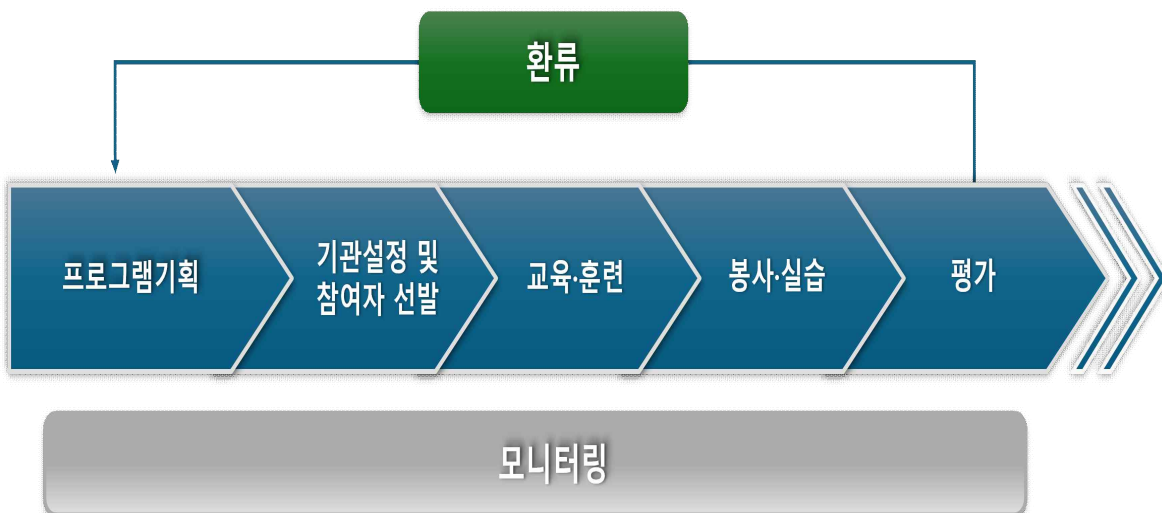 환류
프로그램기획
기관설정 및
참여자 선발
교육·훈련
봉사·실습
평가
모니터링